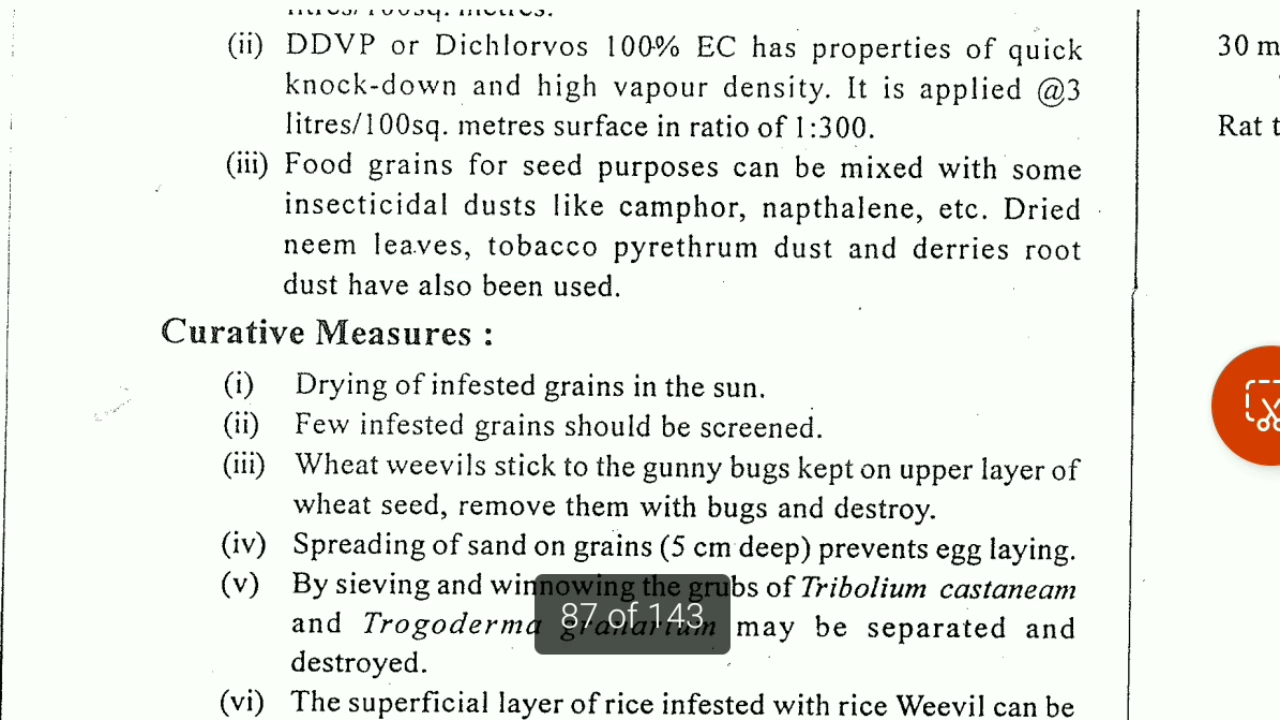 (ii) DDVP or Dichlorvos 100% EC has properties of quick
knock-down and high vapour density. It is applied @3
litres/100sq. metres surface in ratio of 1:300.
(iii) Food grains for seed purposes can be mixed with some
insecticidal dusts like camphor, napthalene, etc. Dried
neem leaves, tobacco pyrethrum dust and derries root
dust have also been used.
Curative Measures :
(i) Drying of infested grains in the sun.
(ii) Few infested grains should be screened.
(iii) Wheat weevils stick to the gunny bugs kept on upper layer of
wheat seed, remove them with bugs and destroy.
(iv) Spreading of sand on grains (5 cm deep) prevents egg laying.
(v) By sieving and winnowing the grubs of Tribolium castaneam
and Trogoderma granarium may be separated and
destroyed.
(vi) The superficial layer of rice infested with rice Weevil can be
87 of 143
30 m
Rat t